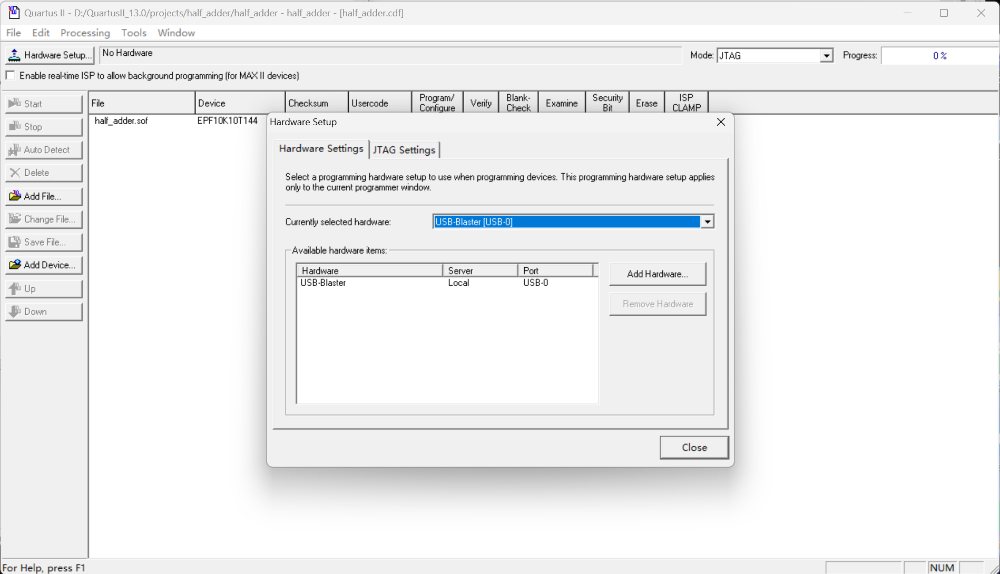 Quartus II - D:/QuartusII_13.0/projects/half_adder/half_adder - half_adder - [half_adder.cdf]
File Edit Processing Tools Window
Hardware Setup... No Hardware Mode: JTAG Progress: 0 %
Enable real-time ISP to allow background programming (for MAX II devices)
Start
Stop
Auto Detect
Delete
Add File...
Change File...
Save File...
Add Device...
Up
Down
File Device Checksum Usercode Program/ Configure Verify Blank- Check Examine Security Bit Erase ISP CLAMP
half_adder.sof EPF10K10T144
Hardware Setup
Hardware Settings JTAG Settings
Select a programming hardware setup to use when programming devices. This programming hardware setup applies
only to the current programmer window.
Currently selected hardware: USB-Blaster [USB-0]
Available hardware items:
Hardware Server Port
USB-Blaster Local USB-0
Add Hardware...
Remove Hardware
Close
For Help, press F1 NUM